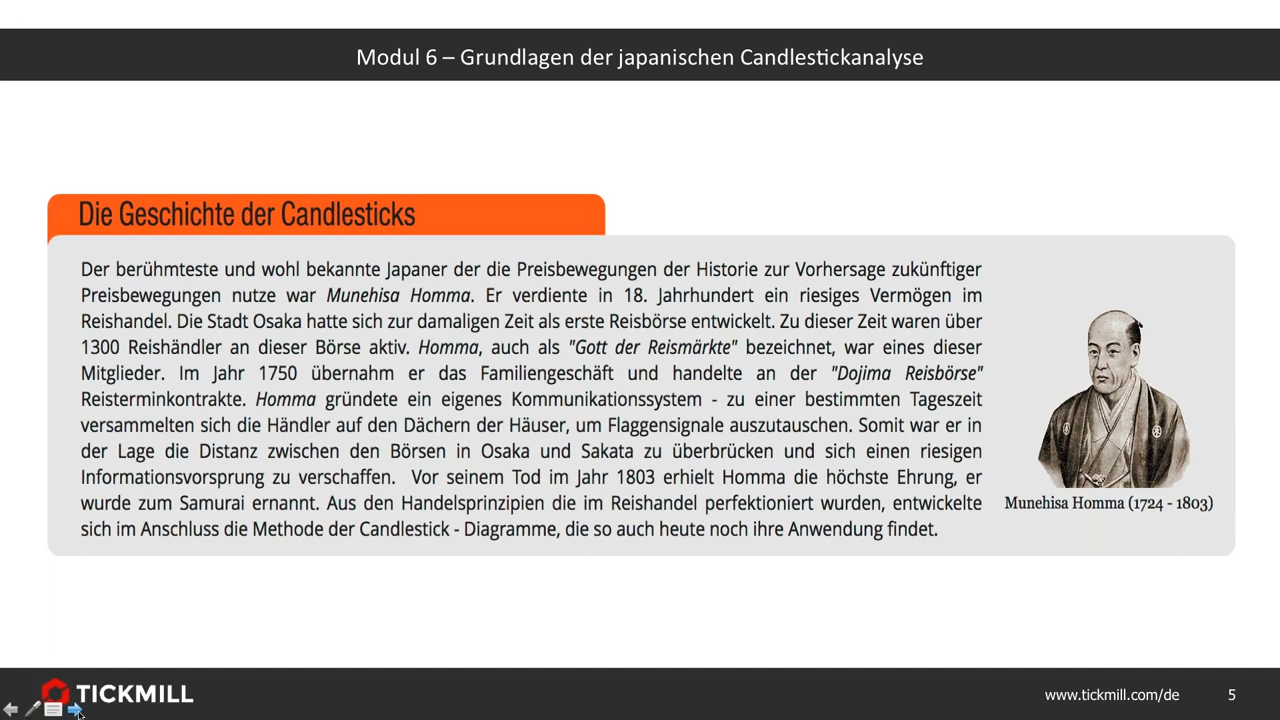 Modul 6 – Grundlagen der japanischen Candlestickanalyse
Die Geschichte der Candlesticks
Der berühmteste und wohl bekannte Japaner der die Preisbewegungen der Historie zur Vorhersage zukünftiger
Preisbewegungen nutze war Munehisa Homma. Er verdiente in 18. Jahrhundert ein riesiges Vermögen im
Reishandel. Die Stadt Osaka hatte sich zur damaligen Zeit als erste Reisbörse entwickelt. Zu dieser Zeit waren über
1300 Reishändler an dieser Börse aktiv. Homma, auch als "Gott der Reismärkte" bezeichnet, war eines dieser
Mitglieder. Im Jahr 1750 übernahm er das Familiengeschäft und handelte an der "Dojima Reisbörse"
Reisterminkontrakte. Homma gründete ein eigenes Kommunikationssystem - zu einer bestimmten Tageszeit
versammelten sich die Händler auf den Dächern der Häuser, um Flaggensignale auszutauschen. Somit war er in
der Lage die Distanz zwischen den Börsen in Osaka und Sakata zu überbrücken und sich einen riesigen
Informationsvorsprung zu verschaffen. Vor seinem Tod im Jahr 1803 erhielt Homma die höchste Ehrung, er
wurde zum Samurai ernannt. Aus den Handelsprinzipien die im Reishandel perfektioniert wurden, entwickelte
sich im Anschluss die Methode der Candlestick - Diagramme, die so auch heute noch ihre Anwendung findet.
Munehisa Homma (1724 - 1803)
TICKMILL
www.tickmill.com/de
5